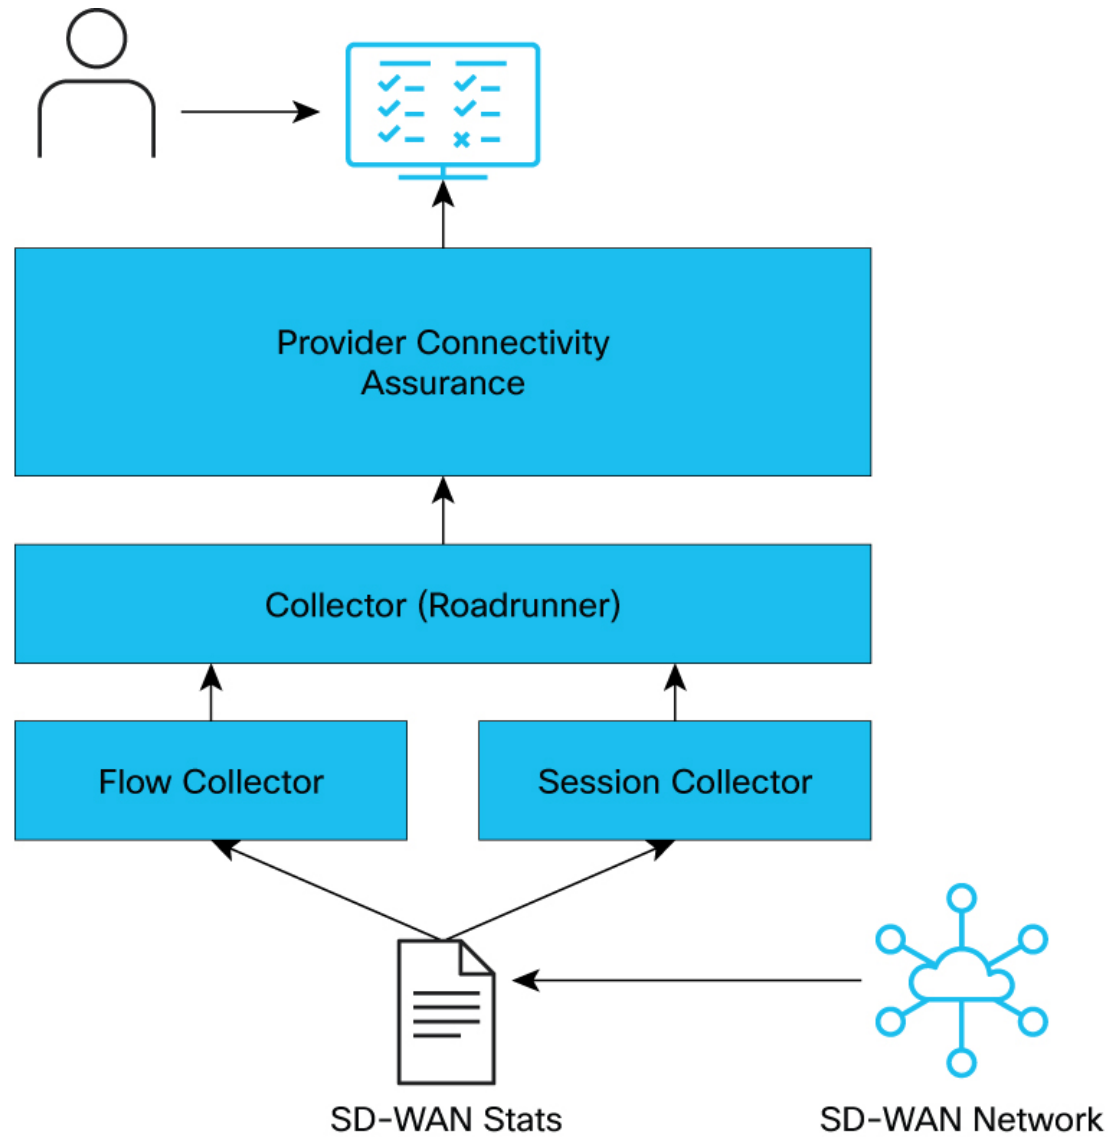 Provider Connectivity
Assurance
Collector (Roadrunner)
Flow Collector
Session Collector
SD-WAN Stats
SD-WAN Network